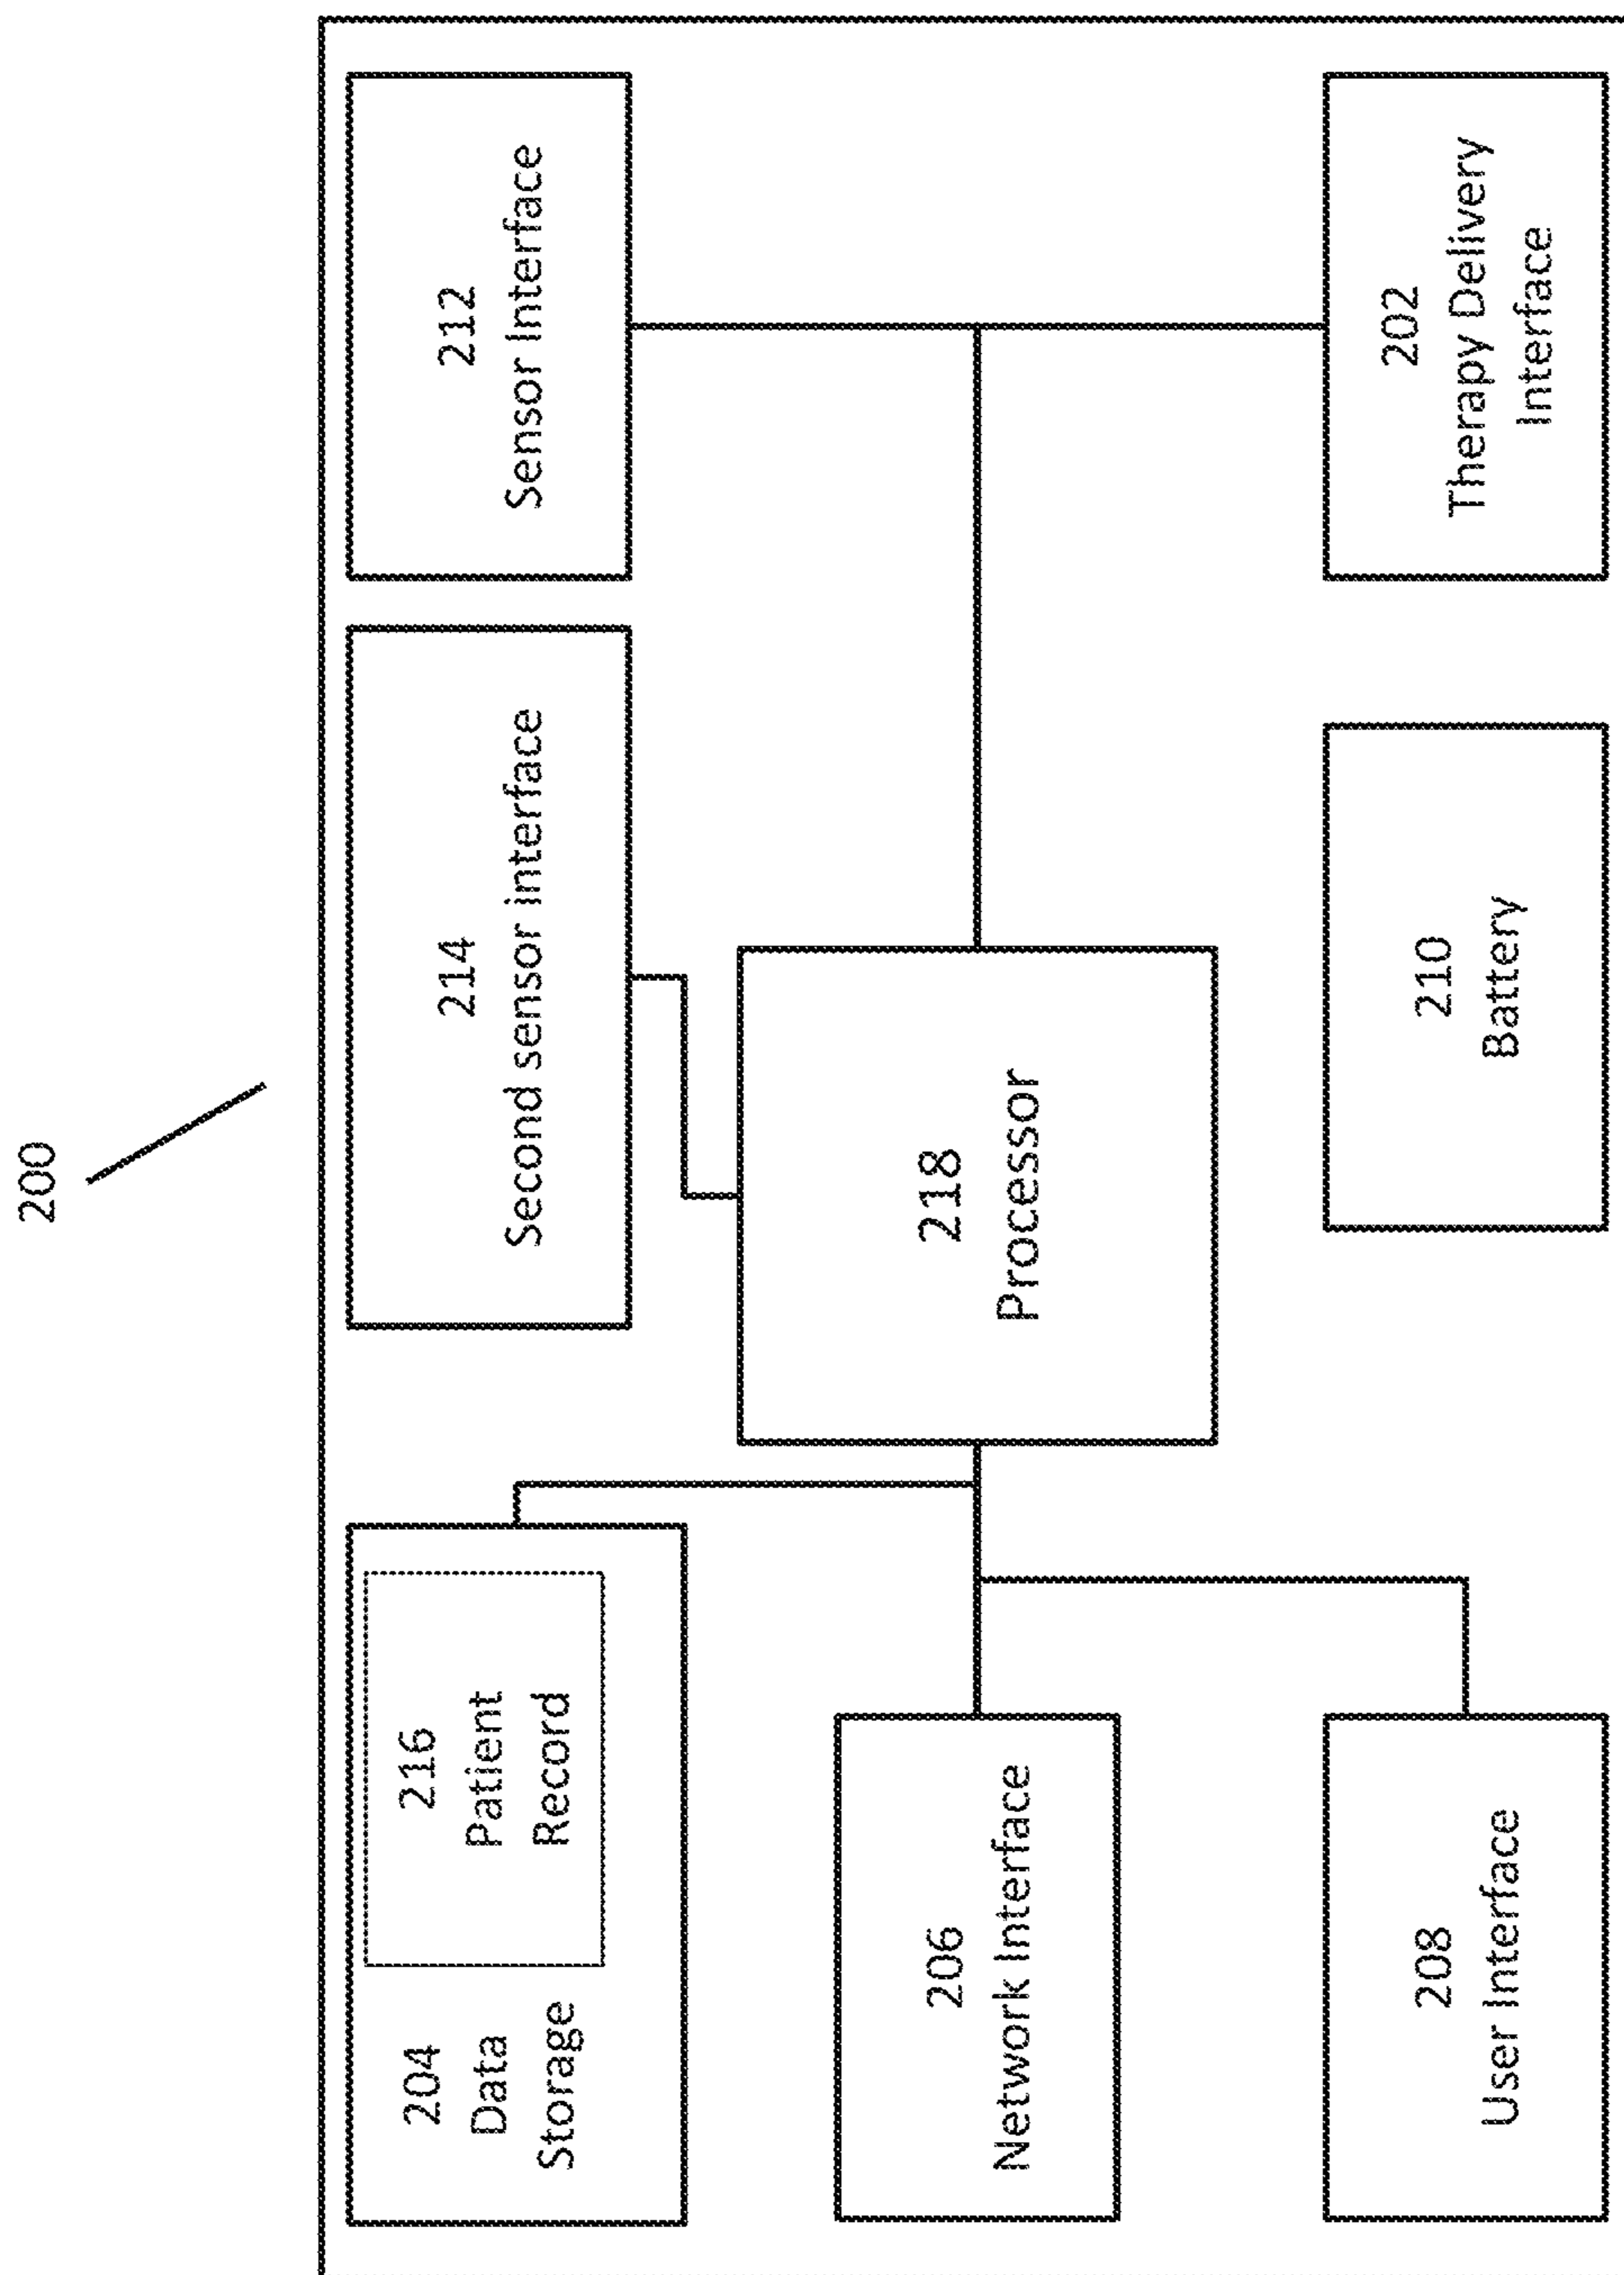 200
204
Data
Storage
216
Patient
Record
214
Second sensor interface
212
Sensor Interface
206
Network Interface
218
Processor
208
User Interface
210
Battery
202
Therapy Delivery
Interface